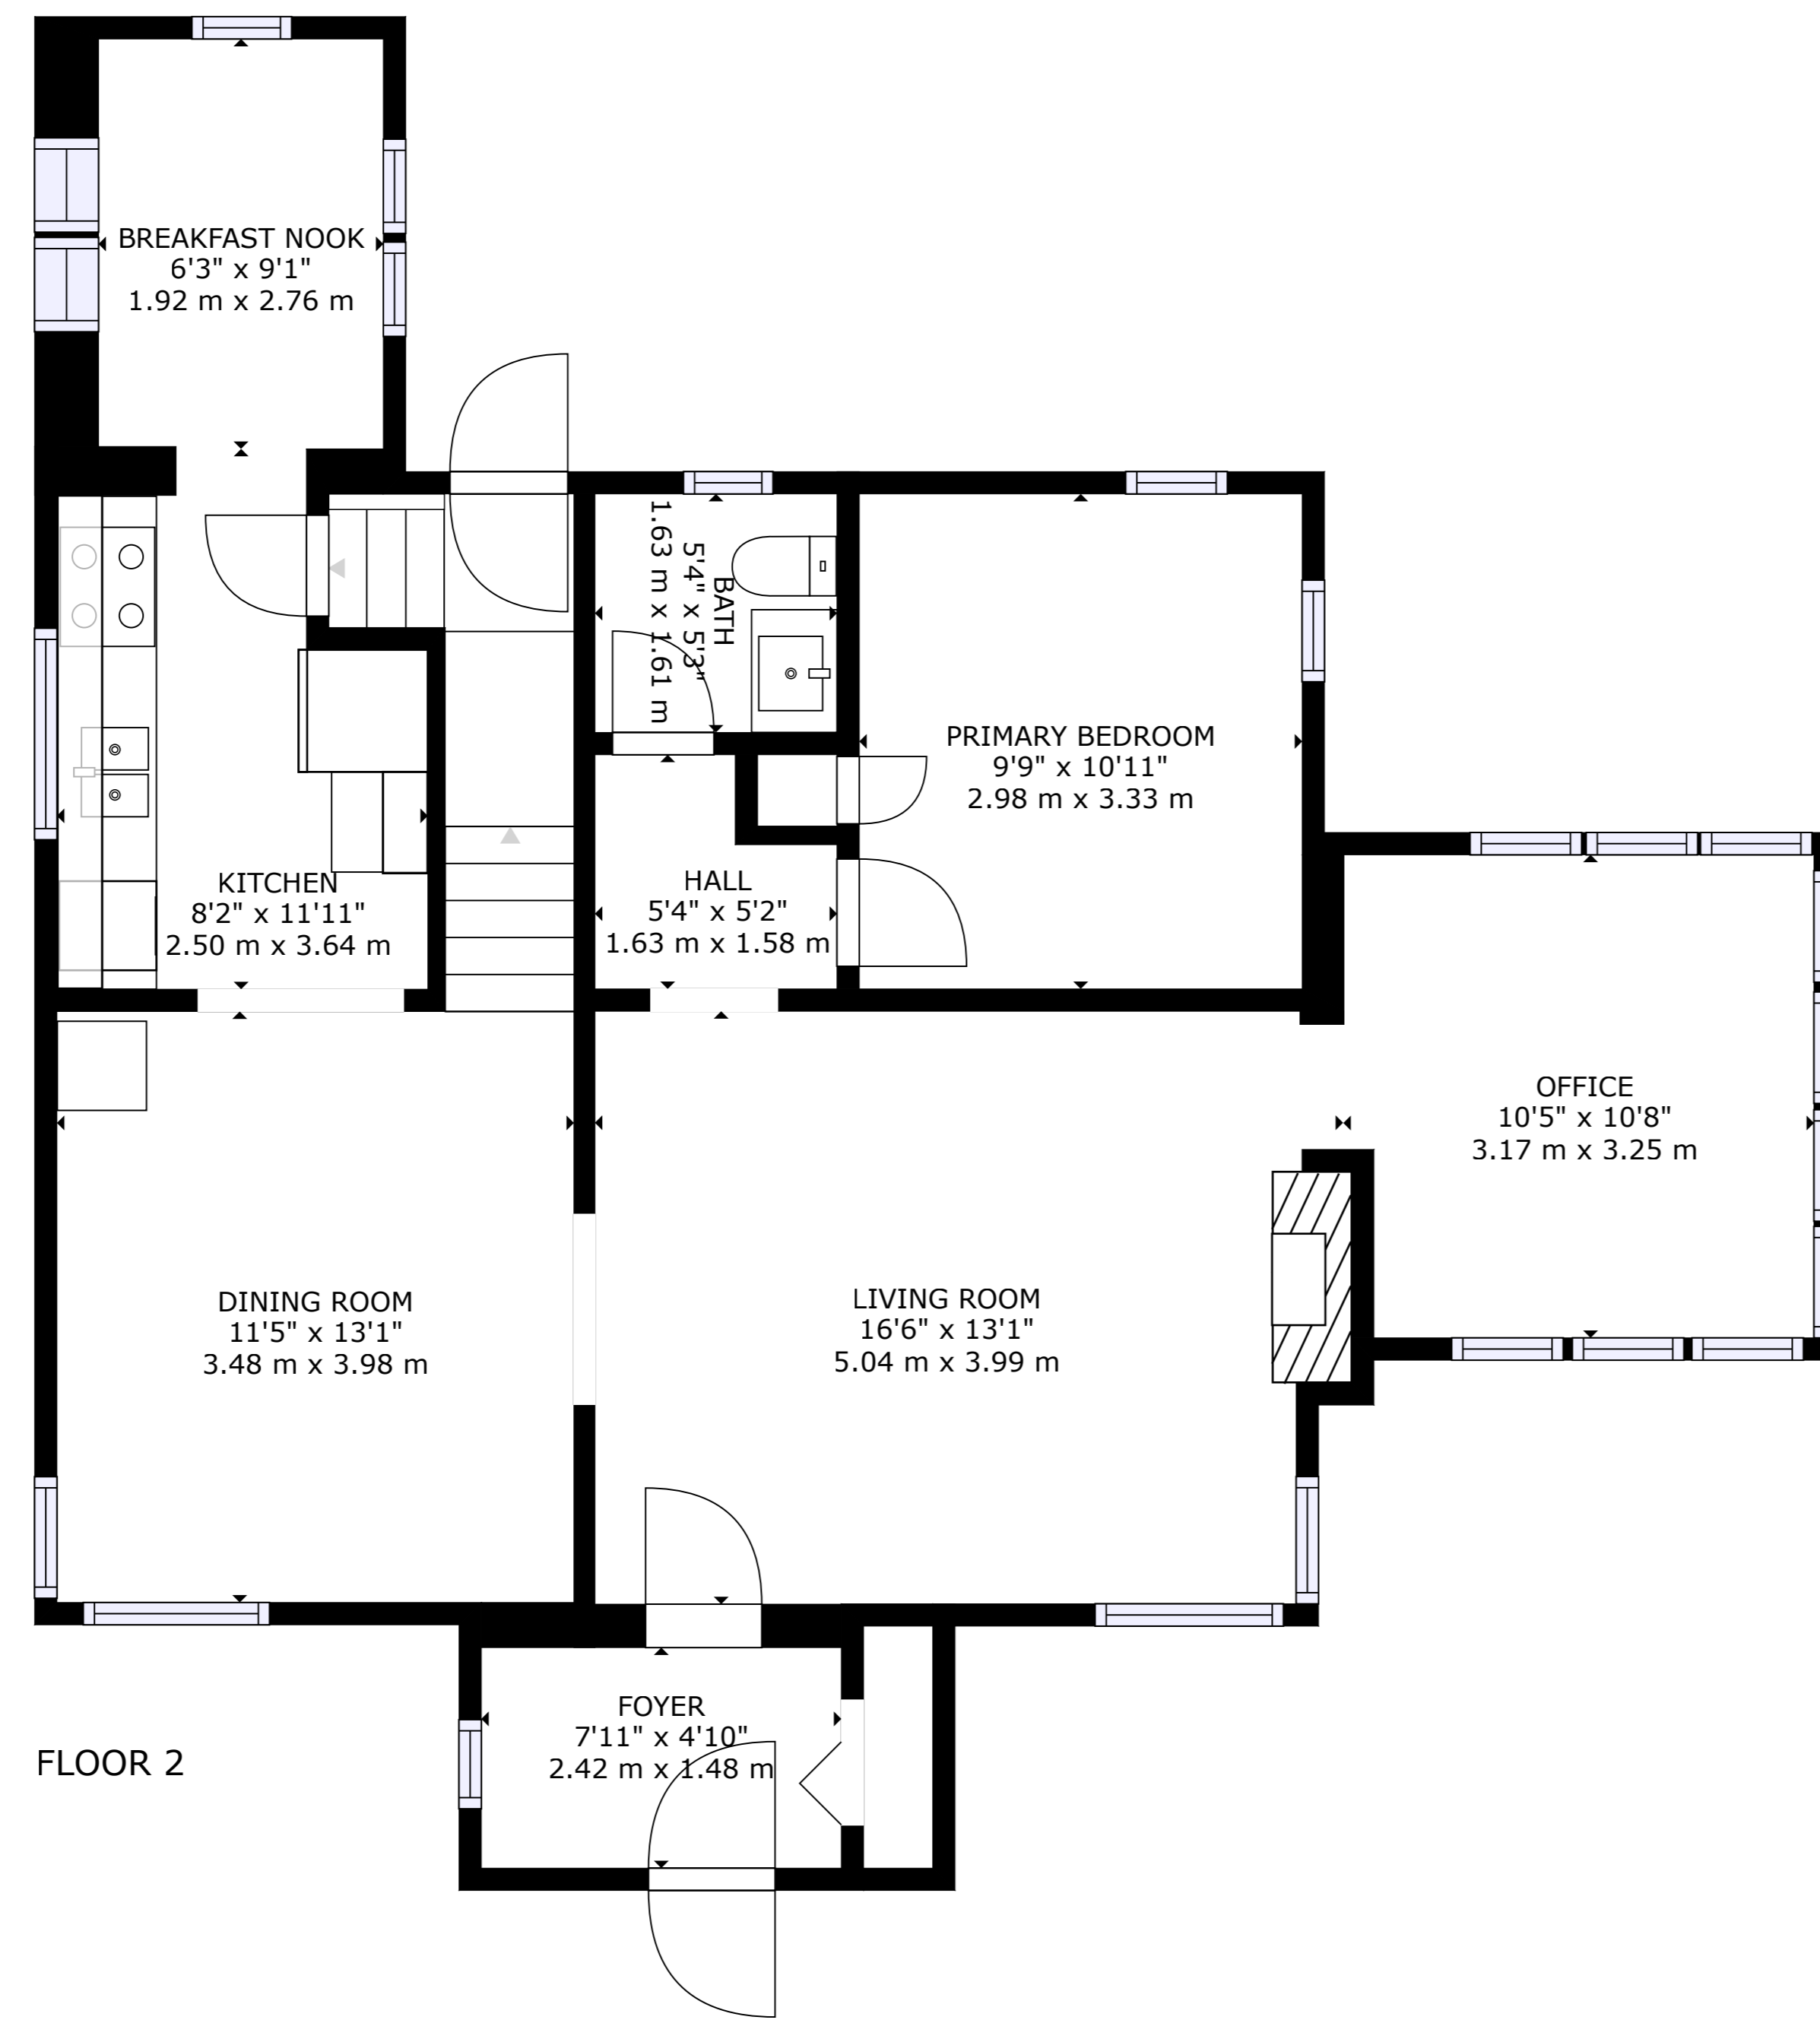 BREAKFAST NOOK
6'3" x 9'1"
1.92 m x 2.76 m
BATH
5'4" x 5'3"
1.63 m x 1.61 m
PRIMARY BEDROOM
9'9" x 10'11"
2.98 m x 3.33 m
KITCHEN
8'2" x 11'11"
2.50 m x 3.64 m
HALL
5'4" x 5'2"
1.63 m x 1.58 m
OFFICE
10'5" x 10'8"
3.17 m x 3.25 m
DINING ROOM
11'5" x 13'1"
3.48 m x 3.98 m
LIVING ROOM
16'6" x 13'1"
5.04 m x 3.99 m
FOYER
7'11" x 4'10"
2.42 m x 1.48 m
FLOOR 2